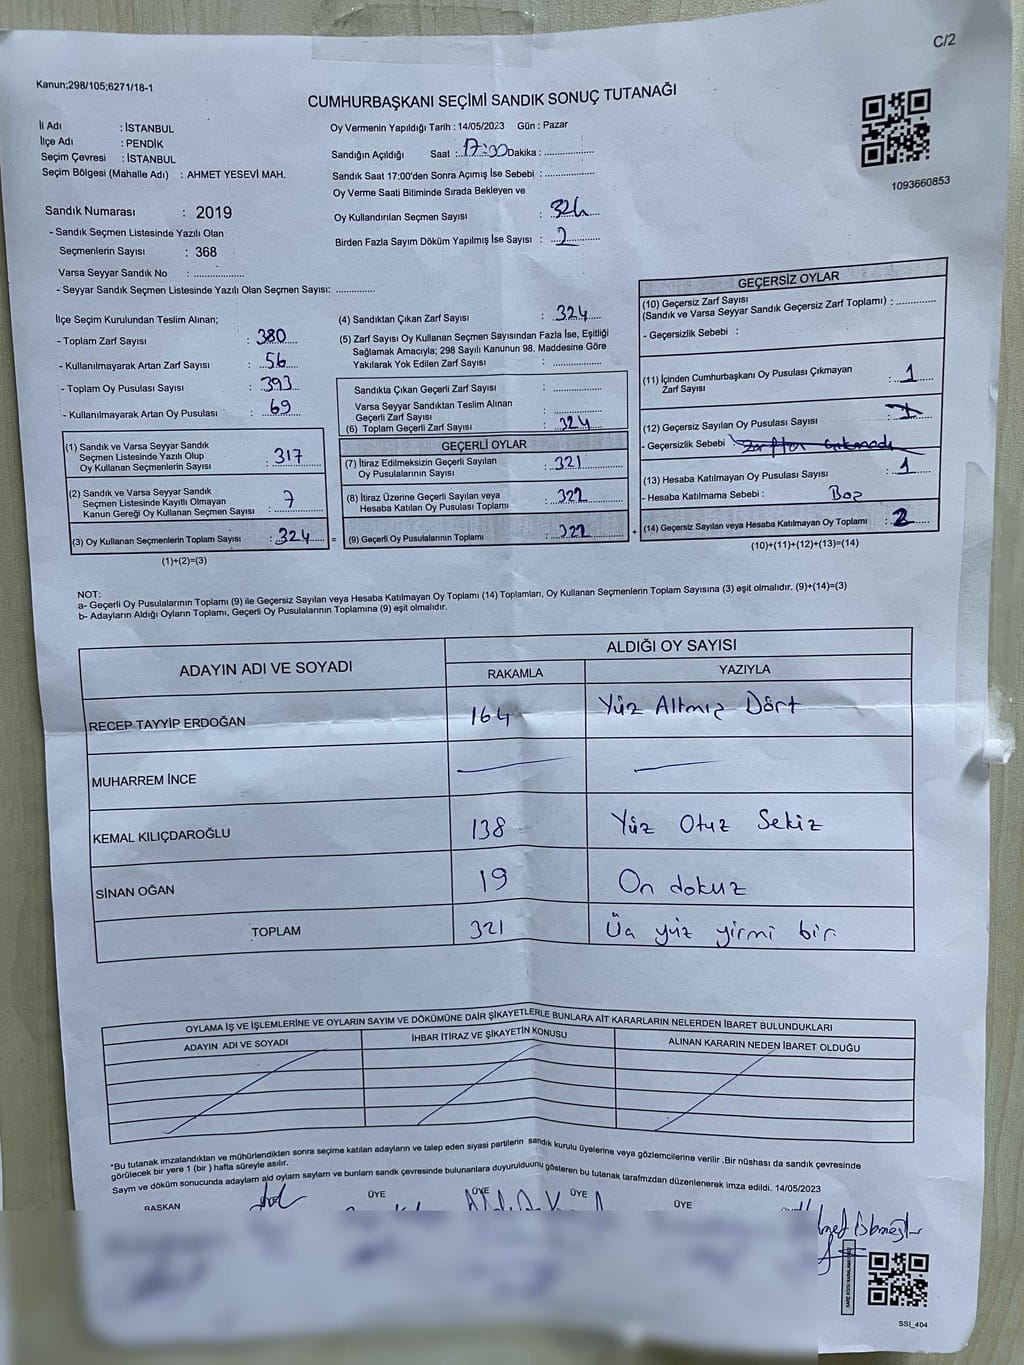 C/2
Kanun;298/105;6271/18-1
CUMHURBAŞKANI SEÇİMİ SANDIK SONUÇ TUTANAĞI
1093660853
İl Adı : İSTANBUL
İlçe Adı : PENDİK
Seçim Çevresi : İSTANBUL
Seçim Bölgesi (Mahalle Adı) : AHMET YESEVİ MAH.
Sandık Numarası : 2019
- Sandık Seçmen Listesinde Yazılı Olan
Seçmenlerin Sayısı : 368
Varsa Seyyar Sandık No : ..................
- Seyyar Sandık Seçmen Listesinde Yazılı Olan Seçmen Sayısı: ..............
Oy Vermenin Yapıldığı Tarih : 14/05/2023 Gün : Pazar
Sandığın Açıldığı Saat : 17:00 Dakika : ..................
Sandık Saat 17:00'den Sonra Açımış İse Sebebi : ..................
Oy Verme Saati Bitiminde Sırada Bekleyen ve
Oy Kullandırılan Seçmen Sayısı : 324
Birden Fazla Sayım Döküm Yapılmış İse Sayısı : 2
İlçe Seçim Kurulundan Teslim Alınan;
- Toplam Zarf Sayısı : 380
- Kullanılmayarak Artan Zarf Sayısı : 56
- Toplam Oy Pusulası Sayısı : 393
- Kullanılmayarak Artan Oy Pusulası : 69
(1) Sandık ve Varsa Seyyar Sandık
Seçmen Listesinde Yazılı Olup
Oy Kullanan Seçmenlerin Sayısı : 317
(2) Sandık ve Varsa Seyyar Sandık
Seçmen Listesinde Kayıtlı Olmayan
Kanun Gereği Oy Kullanan Seçmen Sayısı : 7
(3) Oy Kullanan Seçmenlerin Toplam Sayısı : 324
(1)+(2)=(3)
(4) Sandıktan Çıkan Zarf Sayısı : 324
(5) Zarf Sayısı Oy Kullanan Seçmen Sayısından Fazla İse, Eşitliği
Sağlamak Amacıyla; 298 Sayılı Kanunun 98. Maddesine Göre
Yakılarak Yok Edilen Zarf Sayısı : ..................
Sandıkta Çıkan Geçerli Zarf Sayısı : ..................
Varsa Seyyar Sandıktan Teslim Alınan
Geçerli Zarf Sayısı : ..................
(6) Toplam Geçerli Zarf Sayısı : 324
=
GEÇERLİ OYLAR
(7) İtiraz Edilmeksizin Geçerli Sayılan
Oy Pusulalarının Sayısı : 321
(8) İtiraz Üzerine Geçerli Sayılan veya
Hesaba Katılan Oy Pusulası Toplamı : 322
(9) Geçerli Oy Pusulalarının Toplamı : 322
+
GEÇERSİZ OYLAR
(10) Geçersiz Zarf Sayısı
(Sandık ve Varsa Seyyar Sandık Geçersiz Zarf Toplamı) : ..............
- Geçersizlik Sebebi :
(11) İçinden Cumhurbaşkanı Oy Pusulası Çıkmayan
Zarf Sayısı : 1
(12) Geçersiz Sayılan Oy Pusulası Sayısı : 1
- Geçersizlik Sebebi
(13) Hesaba Katılmayan Oy Pusulası Sayısı : 1
- Hesaba Katılmama Sebebi : Boş
(14) Geçersiz Sayılan veya Hesaba Katılmayan Oy Toplamı : 2
(10)+(11)+(12)+(13)=(14)
NOT:
a- Geçerli Oy Pusulalarının Toplamı (9) ile Geçersiz Sayılan veya Hesaba Katılmayan Oy Toplamı (14) Toplamları, Oy Kullanan Seçmenlerin Toplam Sayısına (3) eşit olmalıdır. (9)+(14)=(3)
b- Adayların Aldığı Oyların Toplamı, Geçerli Oy Pusulalarının Toplamına (9) eşit olmalıdır.
ADAYIN ADI VE SOYADI ALDIĞI OY SAYISI
RAKAMLA YAZIYLA
RECEP TAYYİP ERDOĞAN 164 Yüz Altmış Dört
MUHARREM İNCE — —
KEMAL KILIÇDAROĞLU 138 Yüz Otuz Sekiz
SİNAN OĞAN 19 On dokuz
TOPLAM 321 Üç yüz yirmi bir
OYLAMA İŞ VE İŞLEMLERİNE VE OYLARIN SAYIM VE DÖKÜMÜNE DAİR ŞİKAYETLERLE BUNLARA AİT KARARLARIN NELERDEN İBARET BULUNDUKLARI
ADAYIN ADI VE SOYADI İHBAR İTİRAZ VE ŞİKAYETİN KONUSU ALINAN KARARIN NEDEN İBARET OLDUĞU
*Bu tutanak imzalandıktan ve mühürlendikten sonra seçime katılan adayların ve talep eden siyasi partilerin sandık kurulu üyelerine veya gözlemcilerine verilir .Bir nüshası da sandık çevresinde
görülecek bir yere 1 (bir ) hafta süreyle asılır.
Sayım ve döküm sonucunda adayların ald oyların sayların ve bunların sandk çevresinde bulunanlara duyurulduunu gösteren bu tutanak tarafmzdan düzenlenerek imza edildi. 14/05/2023
BAŞKAN ÜYE ÜYE ÜYE ÜYE
SSI_404